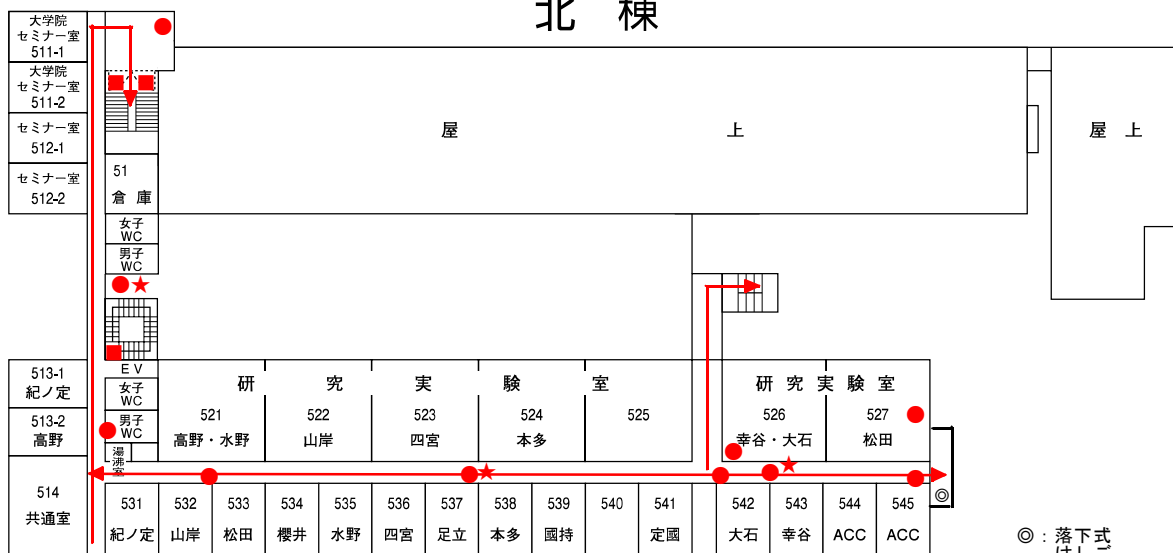 北棟
大学院
セミナー室
511-1
大学院
セミナー室
511-2
セミナー室
512-1
セミナー室
512-2
51
倉庫
女子
WC
男子
WC
屋上
屋上
513-1
紀ノ定
513-2
高野
514
共通室
EV
女子
WC
男子
WC
湯沸室
研究実験室
521
高野・水野
522
山岸
523
四宮
524
本多
525
研究実験室
526
幸谷・大石
527
松田
531
紀ノ定
532
山岸
533
松田
534
櫻井
535
水野
536
四宮
537
足立
538
本多
539
國持
540
541
定國
542
大石
543
幸谷
544
ACC
545
ACC
◎
◎：落下式